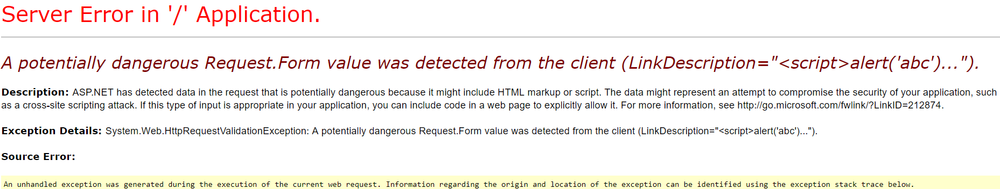 Server Error in '/' Application.
A potentially dangerous Request.Form value was detected from the client (LinkDescription="<script>alert('abc')...").
Description: ASP.NET has detected data in the request that is potentially dangerous because it might include HTML markup or script. The data might represent an attempt to compromise the security of your application, such
as a cross-site scripting attack. If this type of input is appropriate in your application, you can include code in a web page to explicitly allow it. For more information, see http://go.microsoft.com/fwlink/?LinkID=212874.
Exception Details: System.Web.HttpRequestValidationException: A potentially dangerous Request.Form value was detected from the client (LinkDescription="<script>alert('abc')...").
Source Error:
An unhandled exception was generated during the execution of the current web request. Information regarding the origin and location of the exception can be identified using the exception stack trace below.